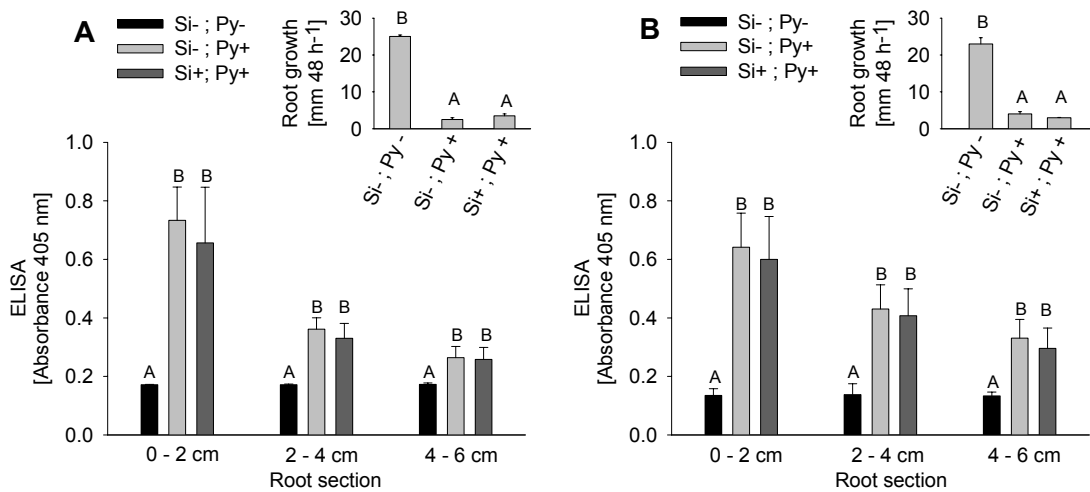 A
Si- ; Py-
Si- ; Py+
Si+; Py+
Root growth
[mm 48 h-1]
30
20
10
0
B
A
A
Si- ; Py -
Si- ; Py +
Si+ ; Py +
ELISA
[Absorbance 405 nm]
1.0
0.8
0.6
0.4
0.2
0.0
A
B
B
A
B
B
A
B
B
0 - 2 cm
2 - 4 cm
4 - 6 cm
Root section
B
Si- ; Py-
Si- ; Py+
Si+ ; Py+
Root growth
[mm 48 h-1]
30
20
10
0
B
A
A
Si- ; Py -
Si- ; Py +
Si+ ; Py +
ELISA
[Absorbance 405 nm]
1.0
0.8
0.6
0.4
0.2
0.0
A
B
B
A
B
B
A
B
B
0 - 2 cm
2 - 4 cm
4 - 6 cm
Root section